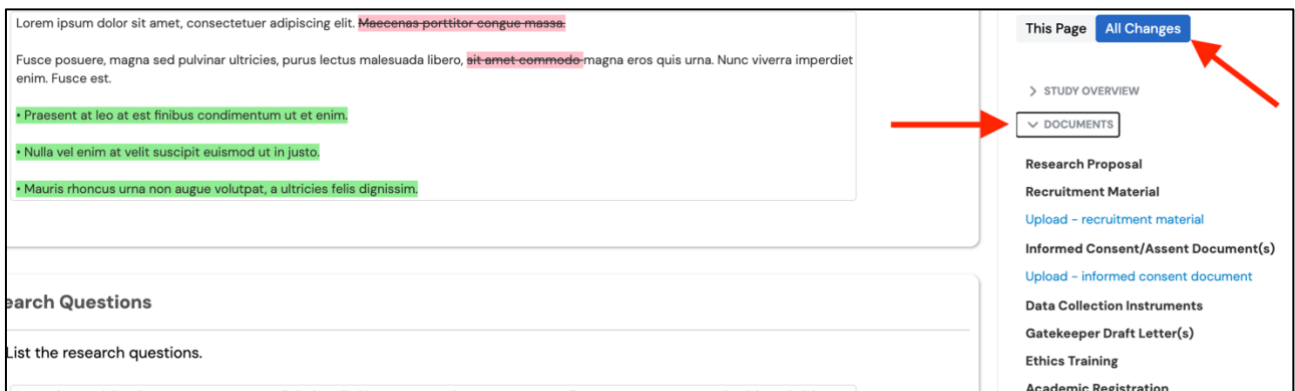 Lorem ipsum dolor sit amet, consectetuer adipiscing elit. Maecenas porttitor congue massa.
Fusce posuere, magna sed pulvinar ultricies, purus lectus malesuada libero, sit amet commodo magna eros quis urna. Nunc viverra imperdiet
enim. Fusce est.
• Praesent at leo at est finibus condimentum ut et enim.
• Nulla vel enim at velit suscipit euismod ut in justo.
• Mauris rhoncus urna non augue volutpat, a ultricies felis dignissim.
earch Questions
List the research questions.
This Page All Changes
STUDY OVERVIEW
DOCUMENTS
Research Proposal
Recruitment Material
Upload - recruitment material
Informed Consent/Assent Document(s)
Upload - informed consent document
Data Collection Instruments
Gatekeeper Draft Letter(s)
Ethics Training
Academic Registration